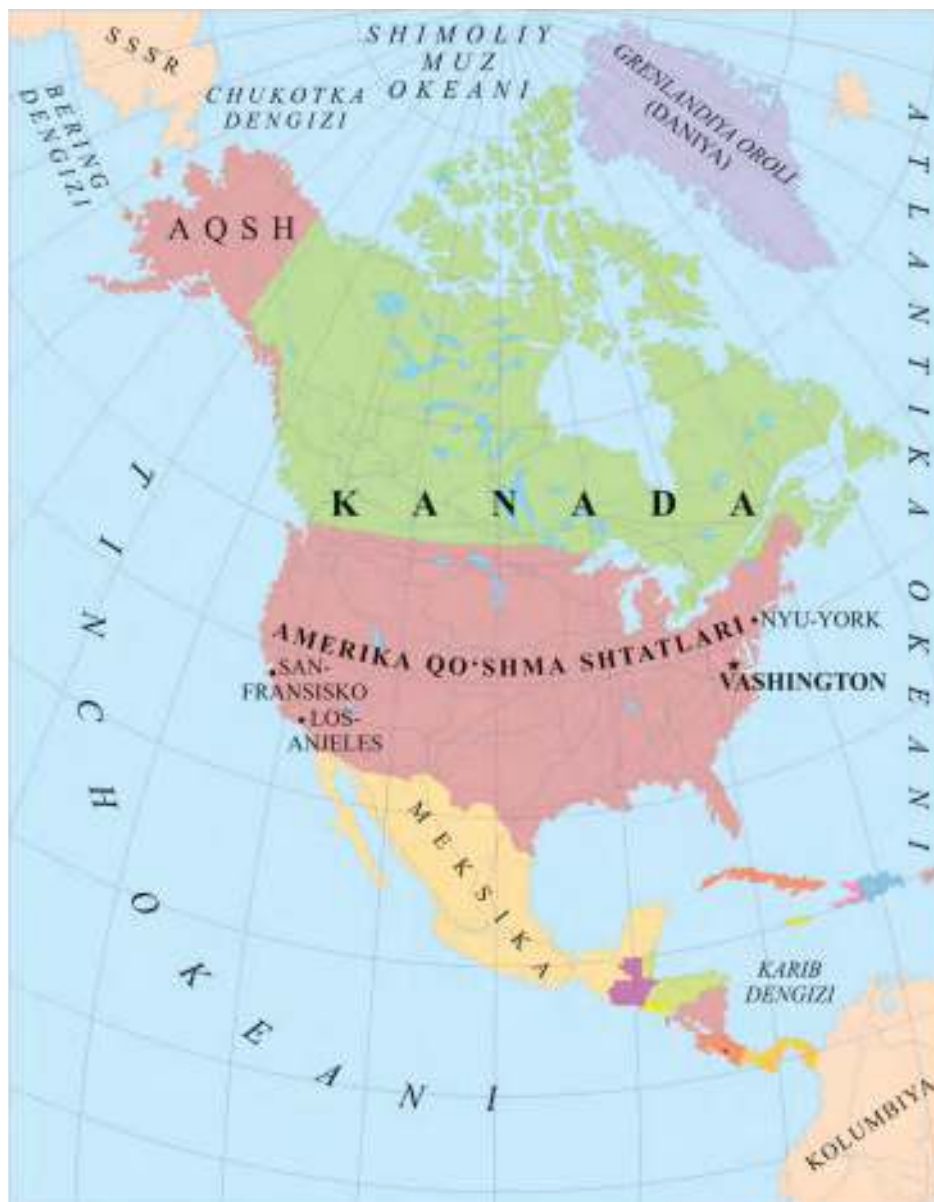 SSSR
SHIMOLIY
MUZ
OKEANI
GRENLANDIYA OROLI
(DANIYA)
BERING
DENGIZI
CHUKOTKA
DENGIZI
ATLANTIKA OKEANI
AQSH
KANADA
TINCH OKEANI
AMERIKA QO‘SHMA SHTATLARI
NYU-YORK
VASHINGTON
SAN-
FRANSISKO
LOS-
ANJELES
MEKSIKA
KARIB
DENGIZI
KOLUMBIYA